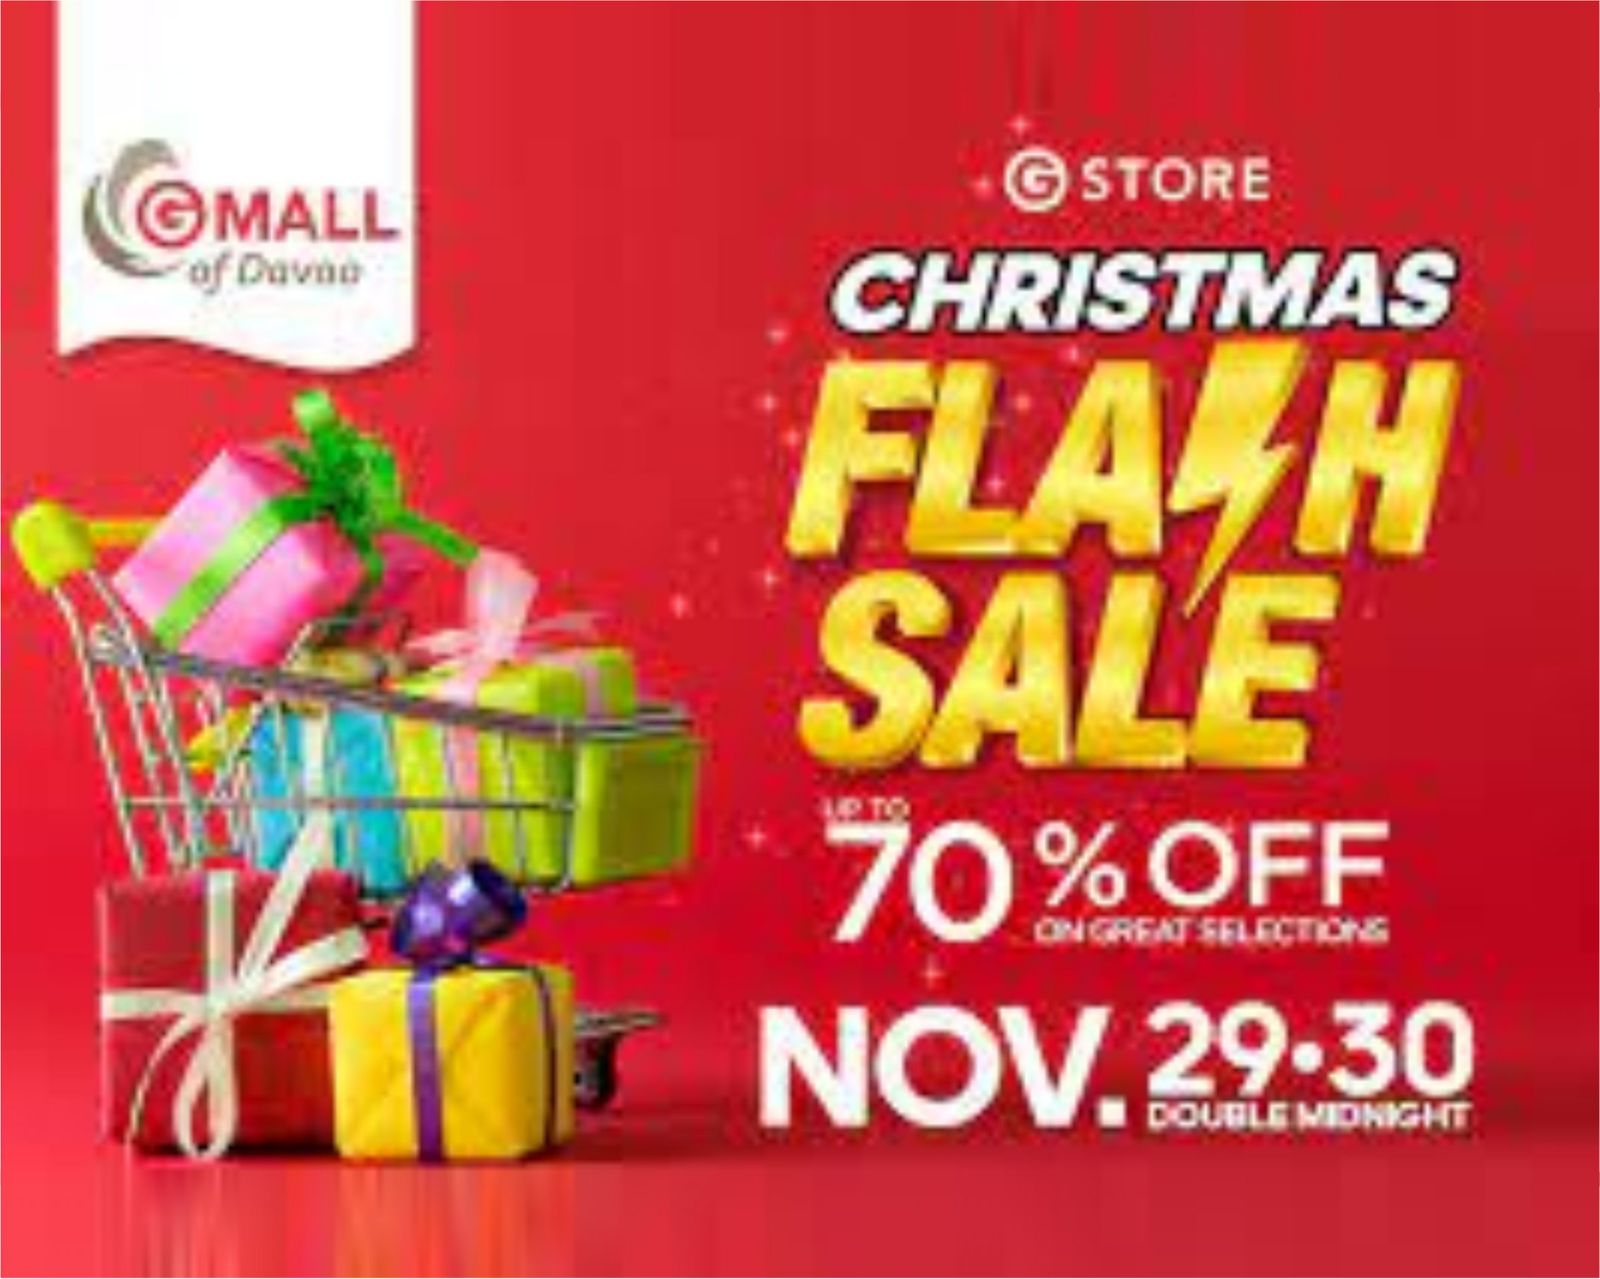 GMALL
of Davao
G STORE
CHRISTMAS
FLASH
SALE
UP TO
70% OFF
ON GREAT SELECTIONS
NOV. 29•30
DOUBLE MIDNIGHT